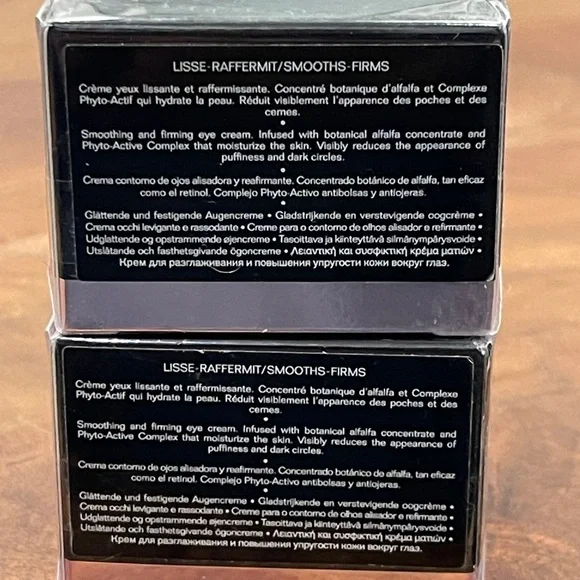 LISSE-RAFFERMIT/SMOOTHS-FIRMS
Crème yeux lissante et raffermissante. Concentré botanique d'alfalfa et Complexe
Phyto-Actif qui hydrate la peau. Réduit visiblement l'apparence des poches et des
cernes.
•
Smoothing and firming eye cream. Infused with botanical alfalfa concentrate and
Phyto-Active Complex that moisturize the skin. Visibly reduces the appearance of
puffiness and dark circles.
•
Crema contorno de ojos alisadora y reafirmante. Concentrado botánico de alfalfa, tan eficaz
como el retinol. Complejo Phyto-Activo antibolsas y antiojeras.
•
Glättende und festigende Augencreme • Gladstrijkende en verstevigende oogcrème •
Crema occhi levigante e rassodante • Creme para o contorno de olhos alisador e refirmante •
Udglattende og opstrammende øjencreme • Tasoittava ja kiinteyttävä silmänympärysvoide •
Utslätande och fasthetsgivande ögoncreme • Λειαντική και συσφικτική κρέμα ματιών •
Крем для разглаживания и повышения упругости кожи вокруг глаз.
LISSE-RAFFERMIT/SMOOTHS-FIRMS
Crème yeux lissante et raffermissante. Concentré botanique d'alfalfa et Complexe
Phyto-Actif qui hydrate la peau. Réduit visiblement l'apparence des poches et des
cernes.
•
Smoothing and firming eye cream. Infused with botanical alfalfa concentrate and
Phyto-Active Complex that moisturize the skin. Visibly reduces the appearance of
puffiness and dark circles.
•
Crema contorno de ojos alisadora y reafirmante. Concentrado botánico de alfalfa, tan eficaz
como el retinol. Complejo Phyto-Activo antibolsas y antiojeras.
•
Glättende und festigende Augencreme • Gladstrijkende en verstevigende oogcrème •
Crema occhi levigante e rassodante • Creme para o contorno de olhos alisador e refirmante •
Udglattende og opstrammende øjencreme • Tasoittava ja kiinteyttävä silmänympärysvoide •
Utslätande och fasthetsgivande ögoncreme • Λειαντική και συσφικτική κρέμα ματιών •
Крем для разглаживания и повышения упругости кожи вокруг глаз.